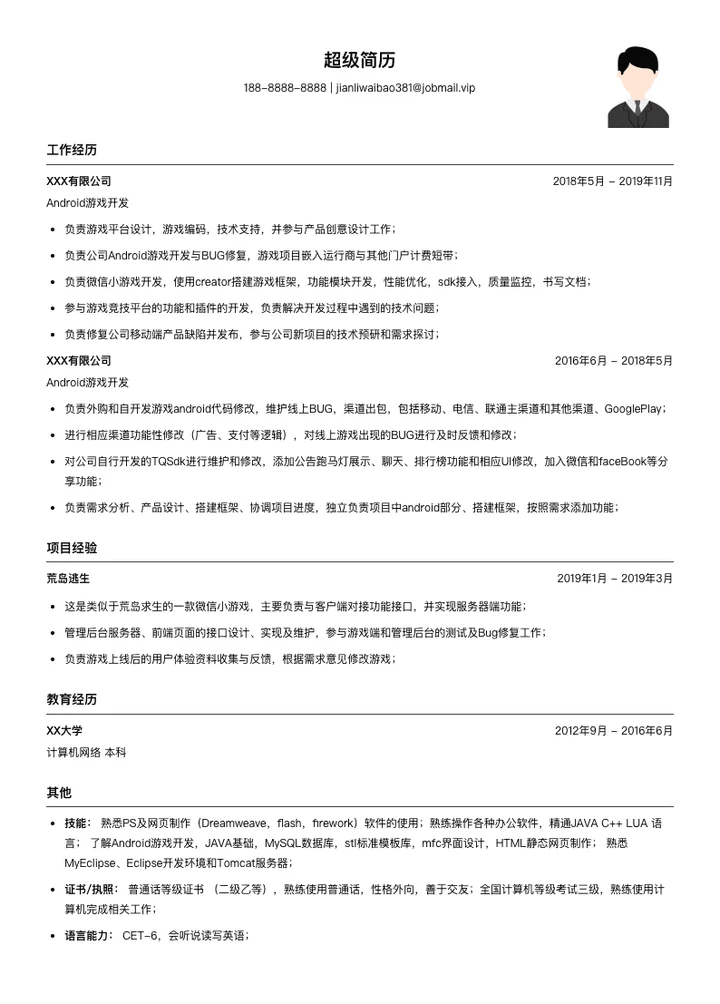 超级简历
188-8888-8888 | jianliwaibao381@jobmail.vip
工作经历
XXX有限公司 2018年5月 - 2019年11月
Android游戏开发
• 负责游戏平台设计，游戏编码，技术支持，并参与产品创意设计工作；
• 负责公司Android游戏开发与BUG修复，游戏项目嵌入运行商与其他门户计费短带；
• 负责微信小游戏开发，使用creator搭建游戏框架，功能模块开发，性能优化，sdk接入，质量监控，书写文档；
• 参与游戏竞技平台的功能和插件的开发，负责解决开发过程中遇到的技术问题；
• 负责修复公司移动端产品缺陷并发布，参与公司新项目的技术预研和需求探讨；
XXX有限公司 2016年6月 - 2018年5月
Android游戏开发
• 负责外购和自开发游戏android代码修改，维护线上BUG，渠道出包，包括移动、电信、联通主渠道和其他渠道、GooglePlay；
• 进行相应渠道功能性修改（广告、支付等逻辑），对线上游戏出现的BUG进行及时反馈和修改；
• 对公司自行开发的TQSdk进行维护和修改，添加公告跑马灯展示、聊天、排行榜功能和相应UI修改，加入微信和faceBook等分
享功能；
• 负责需求分析、产品设计、搭建框架、协调项目进度，独立负责项目中android部分、搭建框架，按照需求添加功能；
项目经验
荒岛逃生 2019年1月 - 2019年3月
• 这是类似于荒岛求生的一款微信小游戏，主要负责与客户端对接功能接口，并实现服务器端功能；
• 管理后台服务器、前端页面的接口设计、实现及维护，参与游戏端和管理后台的测试及Bug修复工作；
• 负责游戏上线后的用户体验资料收集与反馈，根据需求意见修改游戏；
教育经历
XX大学 2012年9月 - 2016年6月
计算机网络 本科
其他
• 技能： 熟悉PS及网页制作（Dreamweave，flash，firework）软件的使用；熟练操作各种办公软件，精通JAVA C++ LUA 语
言； 了解Android游戏开发，JAVA基础，MySQL数据库，stl标准模板库，mfc界面设计，HTML静态网页制作； 熟悉
MyEclipse、Eclipse开发环境和Tomcat服务器；
• 证书/执照： 普通话等级证书 （二级乙等），熟练使用普通话，性格外向，善于交友；全国计算机等级考试三级，熟练使用计
算机完成相关工作；
• 语言能力： CET-6，会听说读写英语；